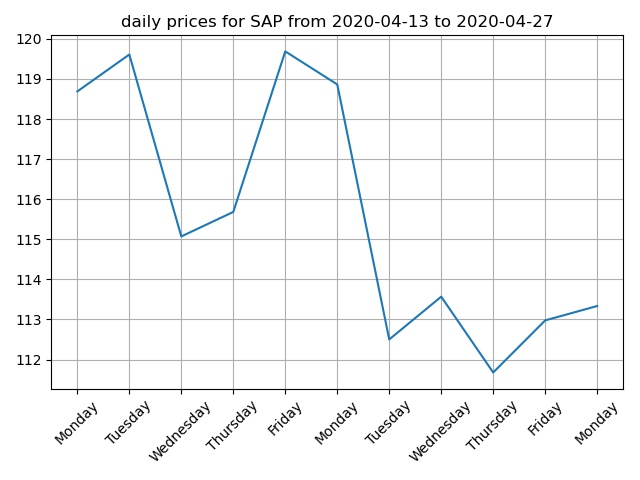 daily prices for SAP from 2020-04-13 to 2020-04-27
120
119
118
117
116
115
114
113
112
Monday
Tuesday
Wednesday
Thursday
Friday
Monday
Tuesday
Wednesday
Thursday
Friday
Monday